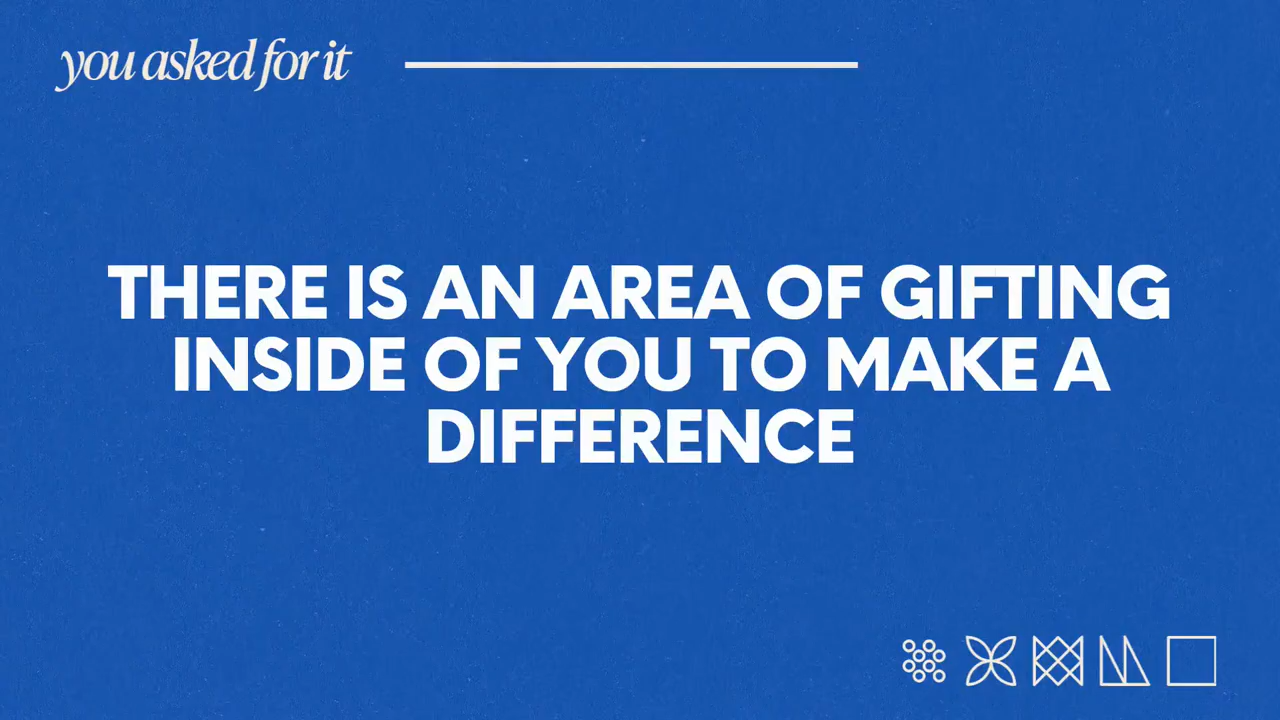 you asked for it
THERE IS AN AREA OF GIFTING
INSIDE OF YOU TO MAKE A
DIFFERENCE